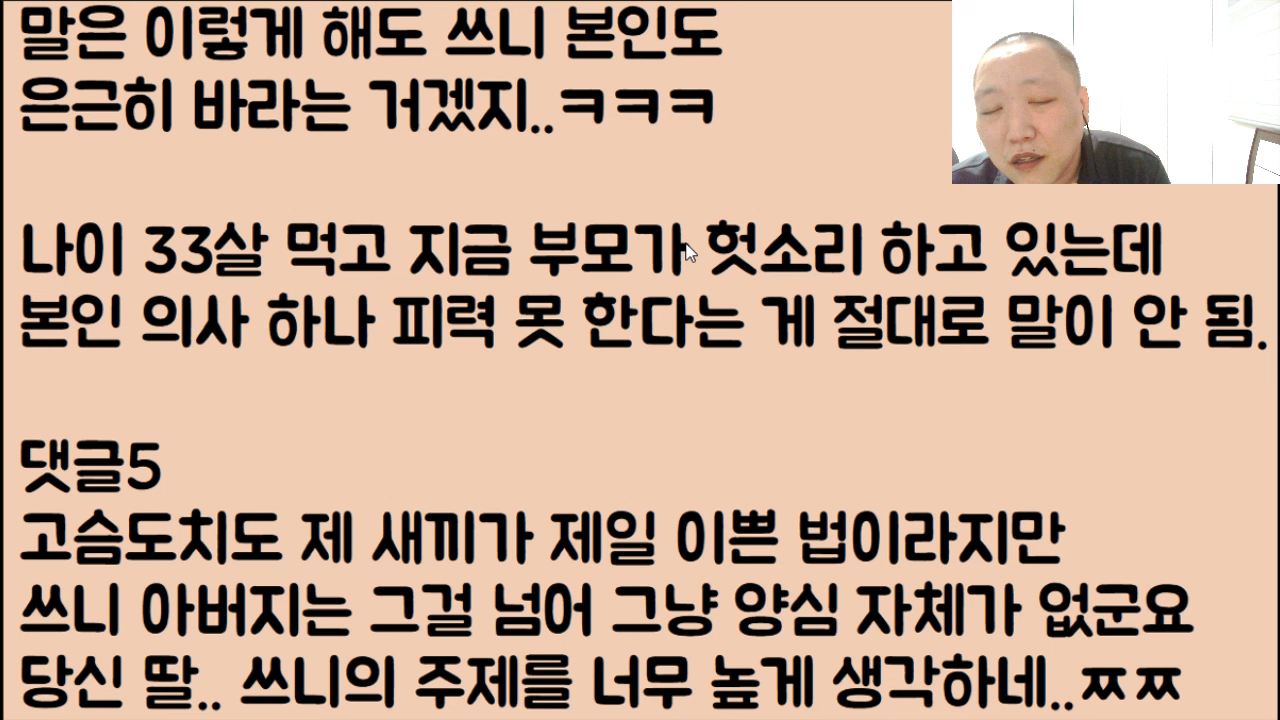 말은 이렇게 해도 쓰니 본인도
은근히 바라는 거겠지..ㅋㅋㅋ
나이 33살 먹고 지금 부모가 헛소리 하고 있는데
본인 의사 하나 피력 못 한다는 게 절대로 말이 안 됨.
댓글5
고슴도치도 제 새끼가 제일 이쁜 법이라지만
쓰니 아버지는 그걸 넘어 그냥 양심 자체가 없군요
당신 딸.. 쓰니의 주제를 너무 높게 생각하네..ㅉㅉ